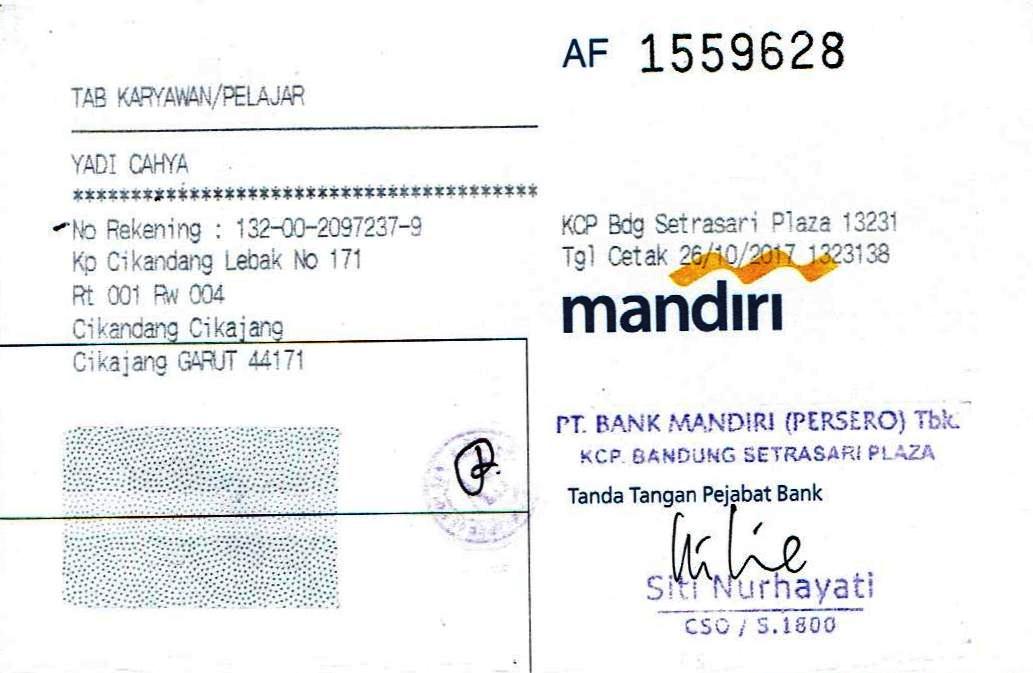 AF 1559628
TAB KARYAWAN/PELAJAR
YADI CAHYA
****************************************
No Rekening : 132-00-2097237-9
Kp Cikandang Lebak No 171
Rt 001 Rw 004
Cikandang Cikajang
Cikajang GARUT 44171
KCP Bdg Setrasari Plaza 13231
Tgl Cetak 26/10/2017 1323138
mandiri
PT. BANK MANDIRI (PERSERO) Tbk.
KCP. BANDUNG SETRASARI PLAZA
Tanda Tangan Pejabat Bank
Siti Nurhayati
CSO / S.1800